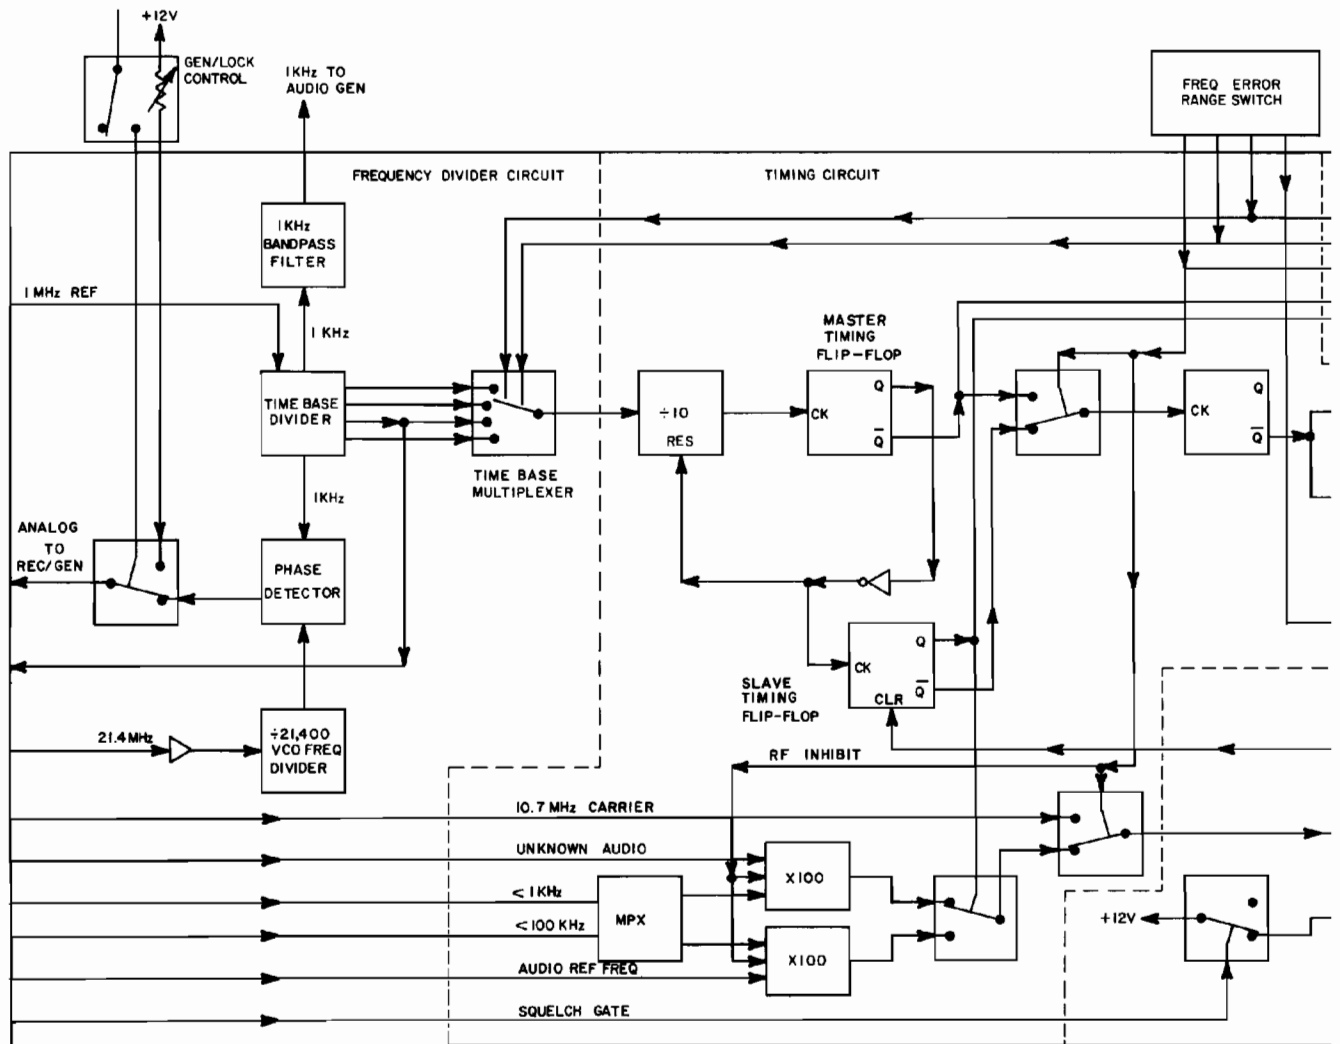 +12V
GEN/LOCK
CONTROL
1KHz TO
AUDIO GEN
FREQ ERROR
RANGE SWITCH
FREQUENCY DIVIDER CIRCUIT
TIMING CIRCUIT
1KHz
BANDPASS
FILTER
1 MHz REF
1 KHz
MASTER
TIMING
FLIP-FLOP
TIME BASE
DIVIDER
÷10
RES
CK
Q
Q̅
CK
Q
Q̅
TIME BASE
MULTIPLEXER
1KHz
ANALOG
TO
REC/GEN
PHASE
DETECTOR
CK
Q
Q̅
CLR
SLAVE
TIMING
FLIP-FLOP
21.4MHz
÷21,400
VCO FREQ
DIVIDER
RF INHIBIT
10.7MHz CARRIER
UNKNOWN AUDIO
X100
<1KHz
<100 KHz
MPX
+12V
X100
AUDIO REF FREQ
SQUELCH GATE